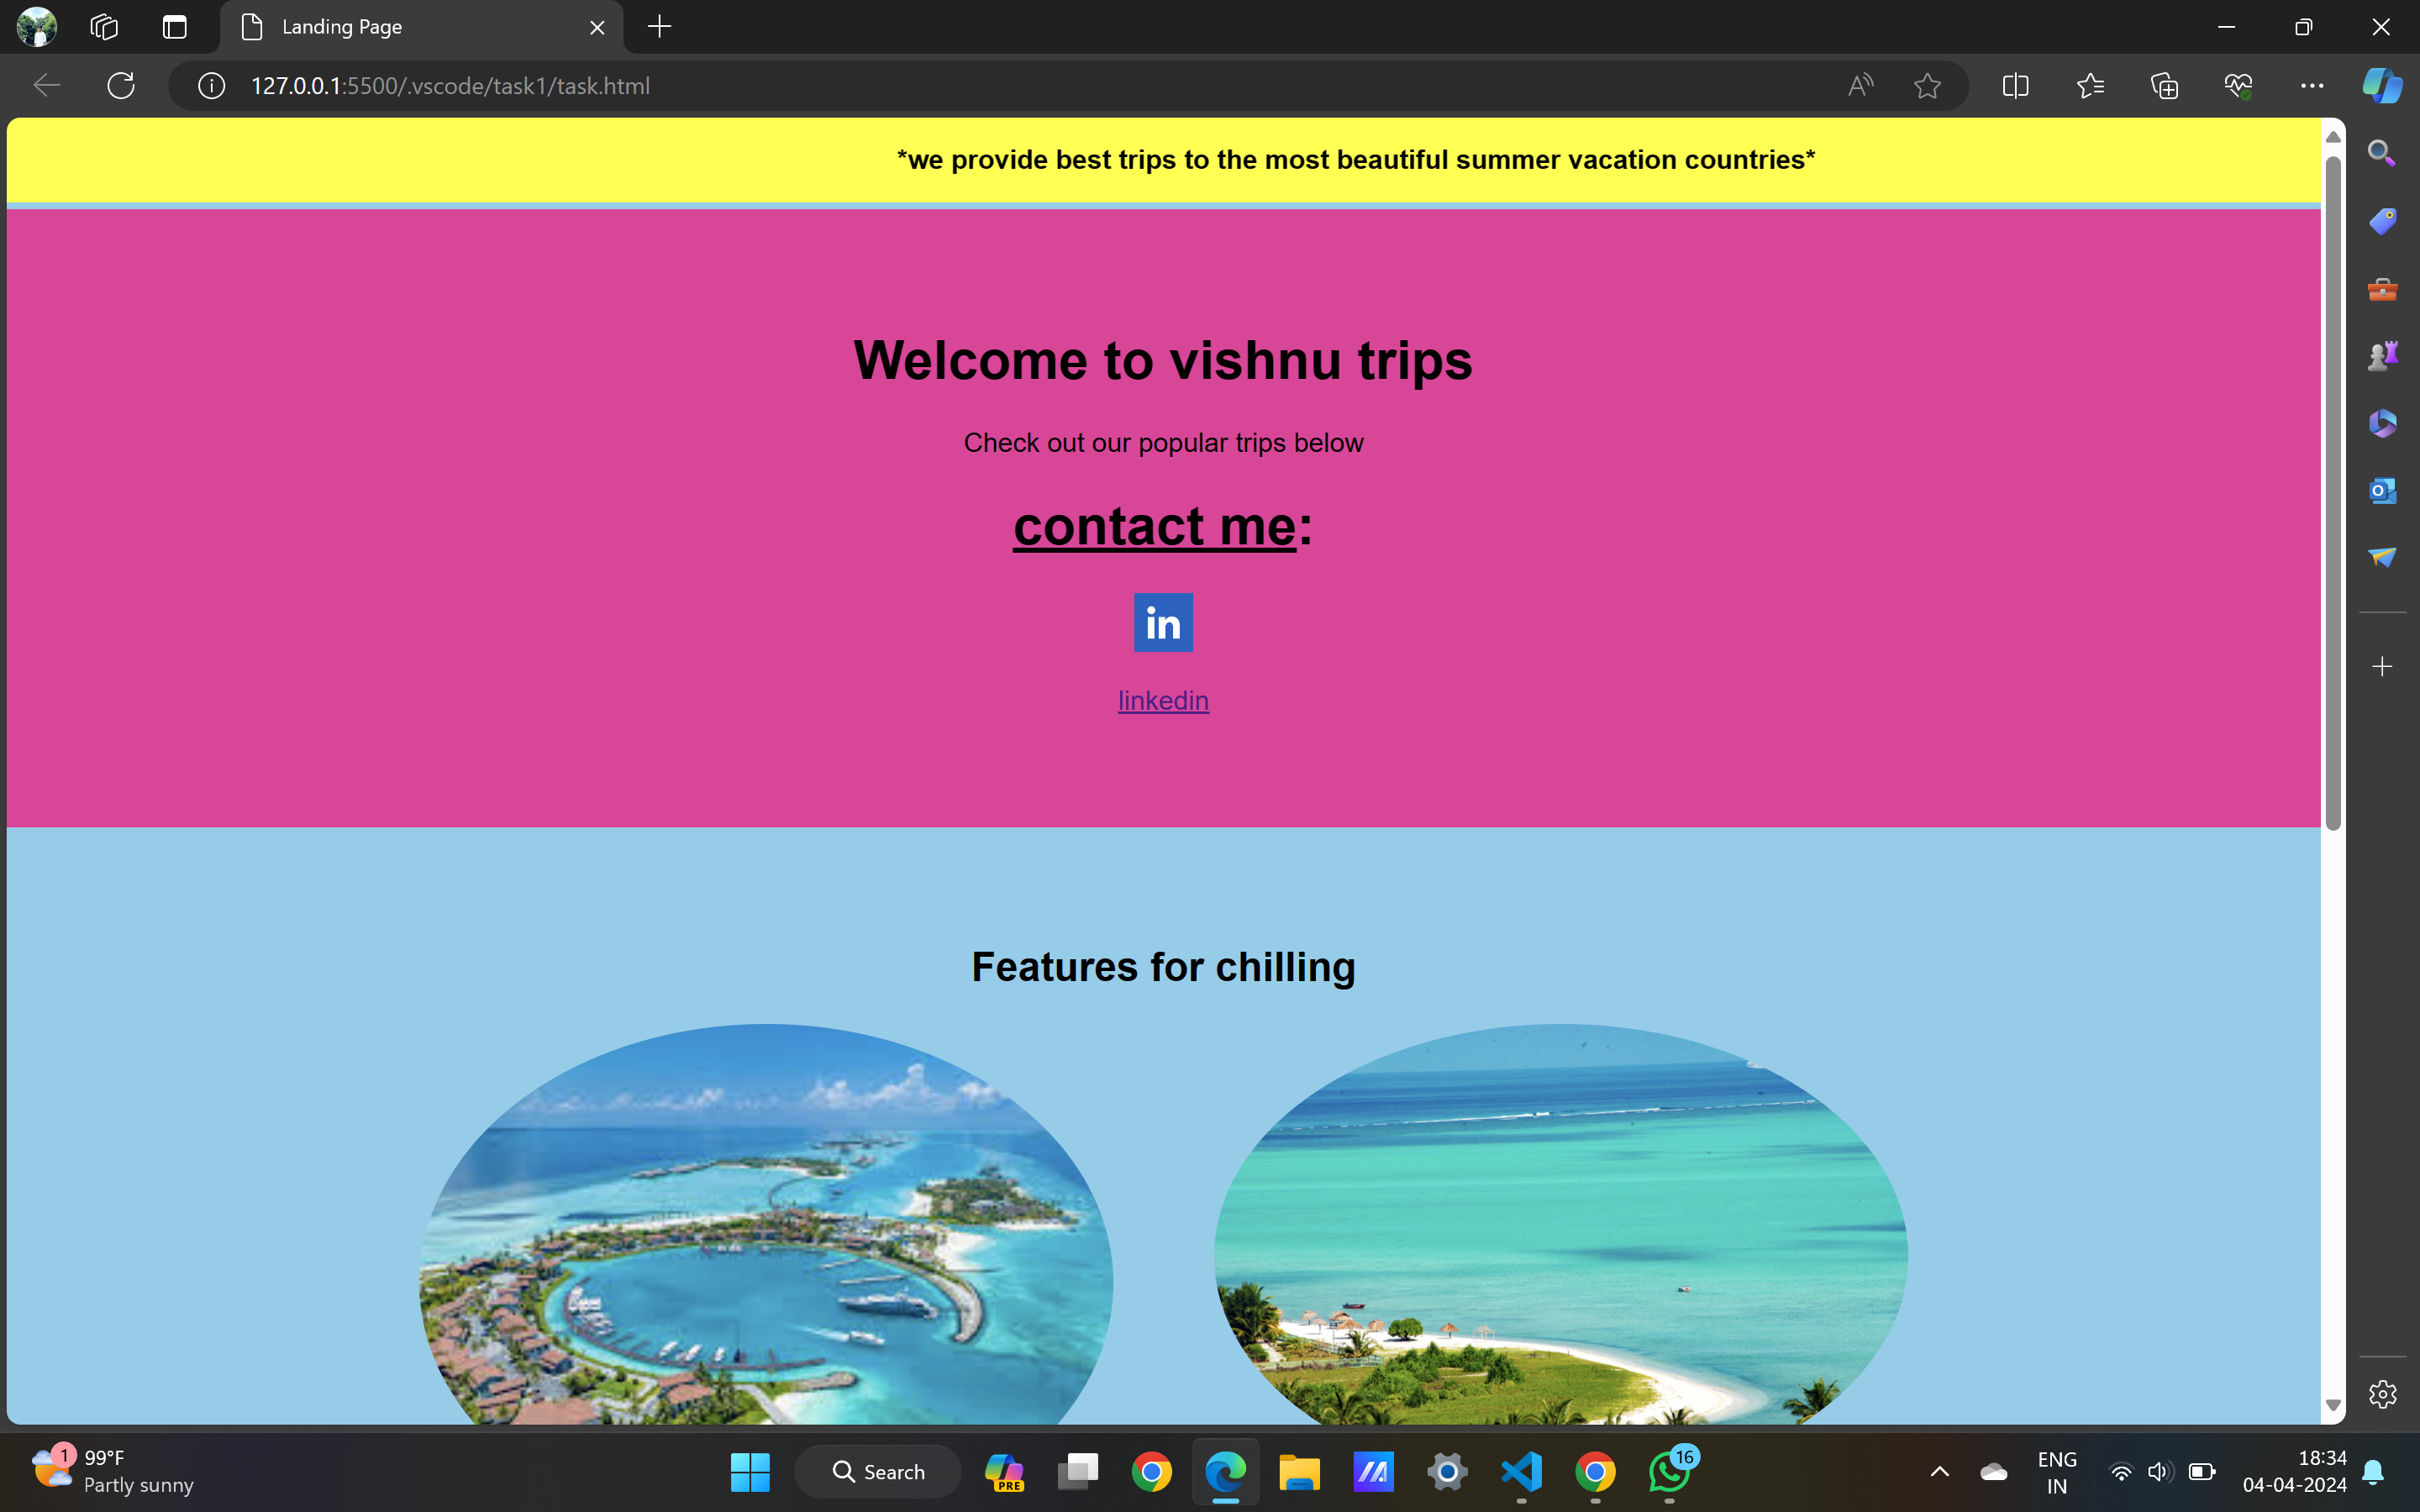 Landing Page
127.0.0.1:5500/.vscode/task1/task.html
*we provide best trips to the most beautiful summer vacation countries*
Welcome to vishnu trips
Check out our popular trips below
contact me:
in
linkedin
Features for chilling
1
99°F
Partly sunny
Search
PRE
16
ENG
IN
18:34
04-04-2024